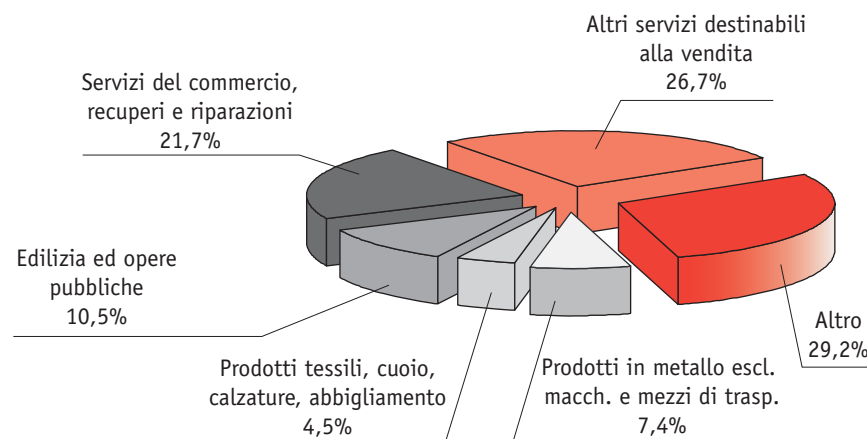 Altri servizi destinabili
alla vendita
26,7%
Servizi del commercio,
recuperi e riparazioni
21,7%
Edilizia ed opere
pubbliche
10,5%
Altro
29,2%
Prodotti tessili, cuoio,
calzature, abbigliamento
4,5%
Prodotti in metallo escl.
macch. e mezzi di trasp.
7,4%